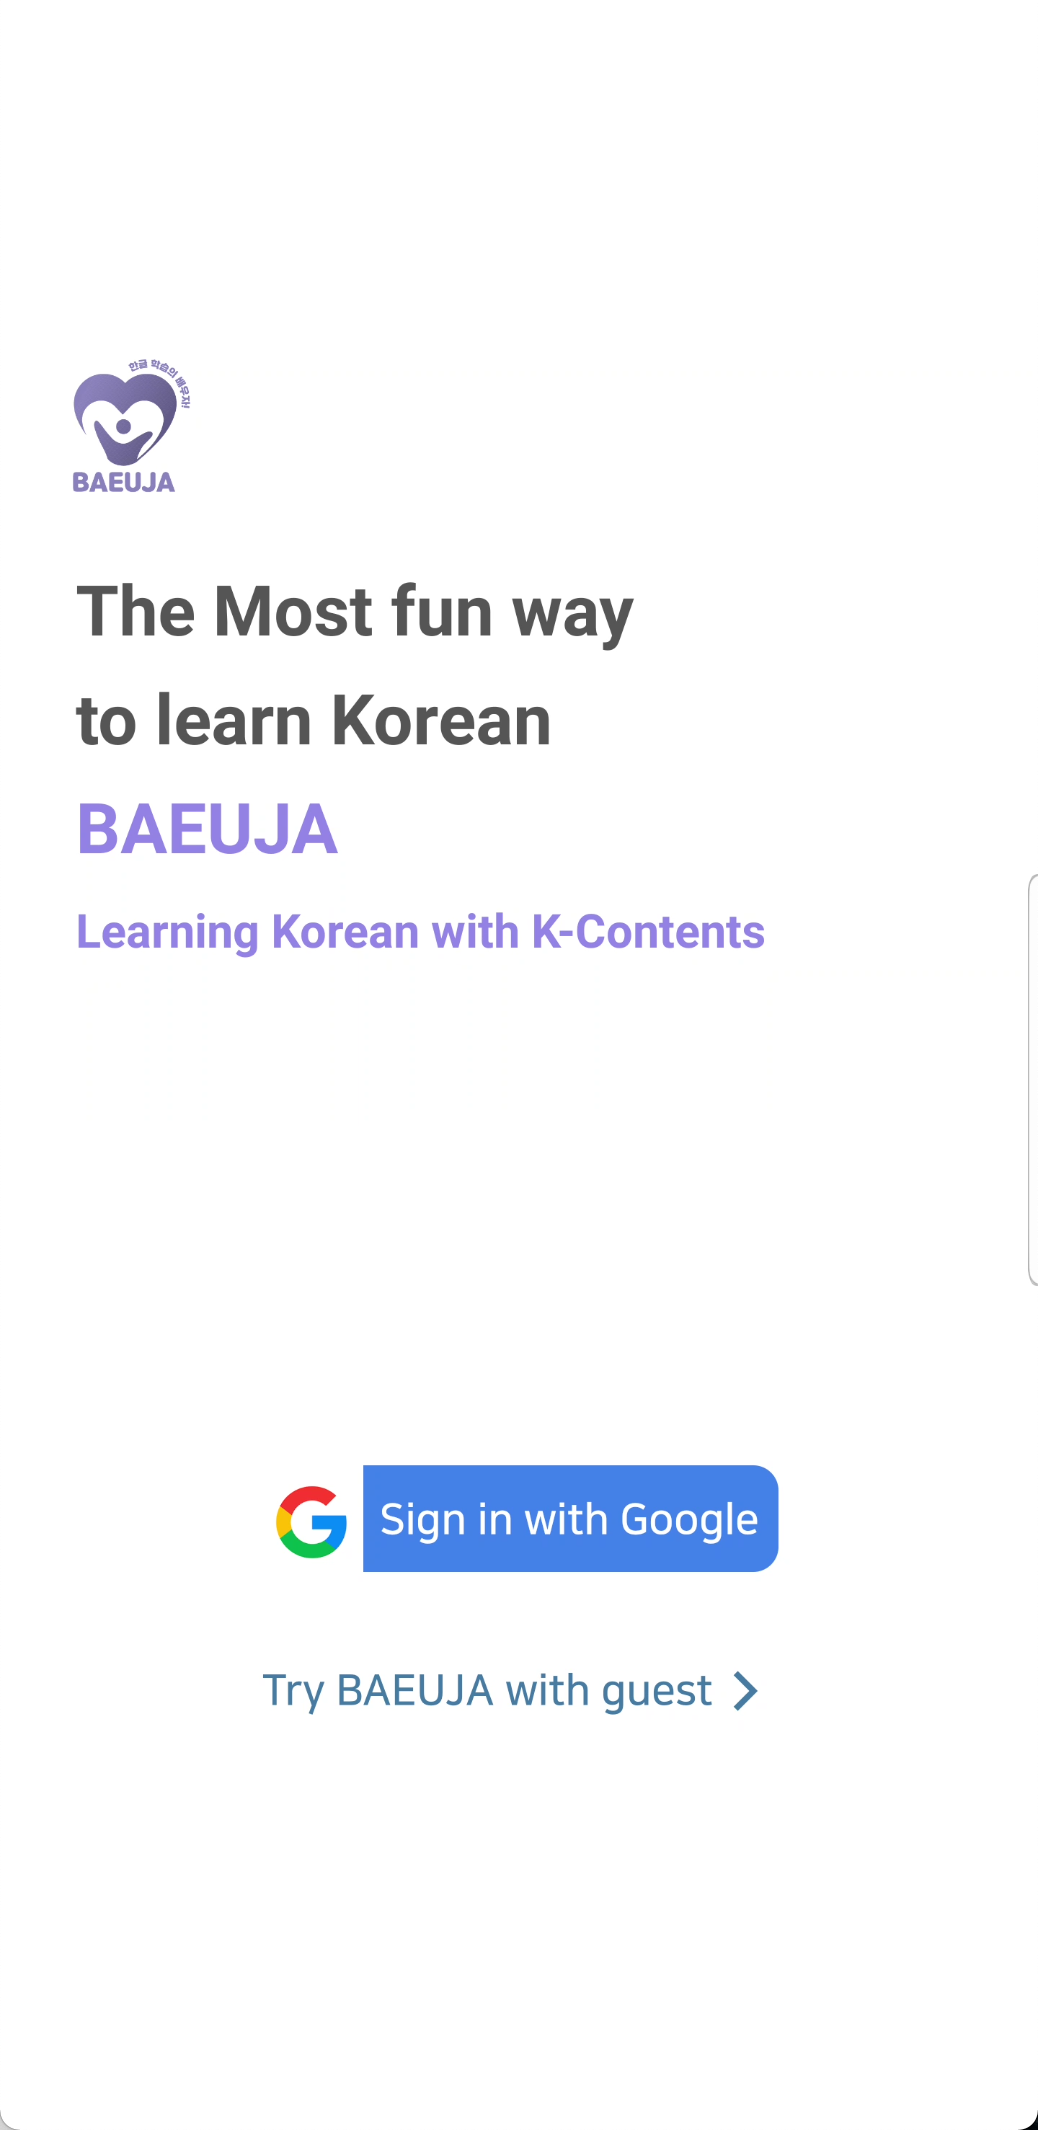 한글 학습의 배우자!
BAEUJA
The Most fun way
to learn Korean
BAEUJA
Learning Korean with K-Contents
Sign in with Google
Try BAEUJA with guest